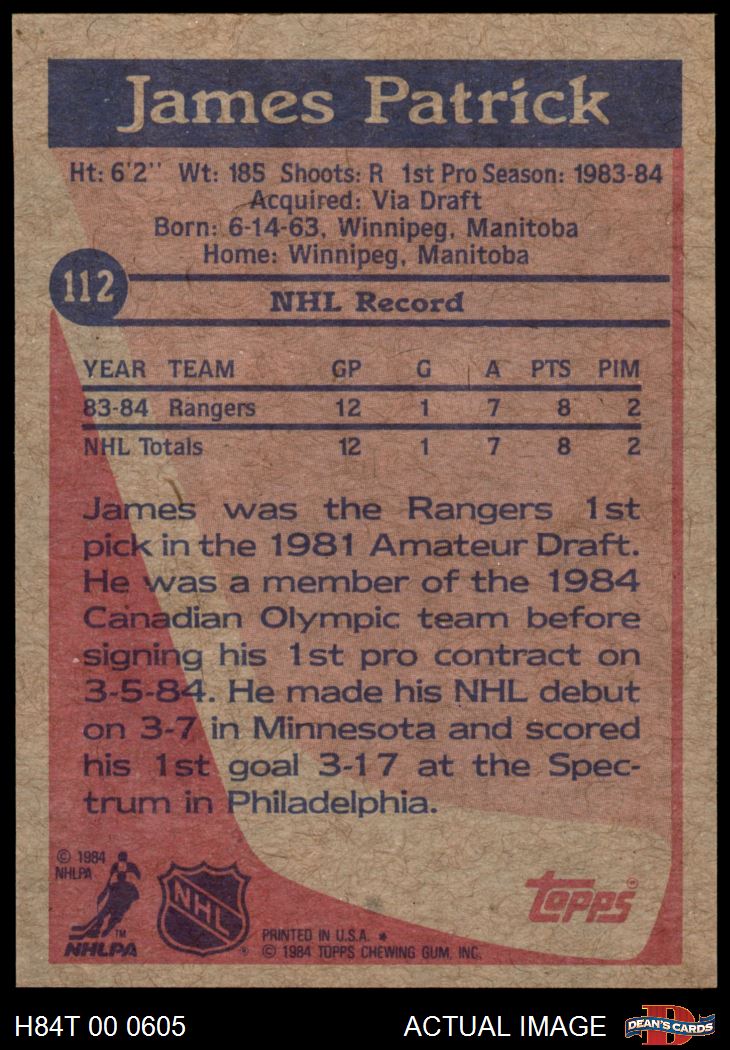 James Patrick
Ht: 6'2'' Wt: 185 Shoots: R 1st Pro Season: 1983-84
Acquired: Via Draft
Born: 6-14-63, Winnipeg, Manitoba
Home: Winnipeg, Manitoba
112
NHL Record
YEAR TEAM GP G A PTS PIM
83-84 Rangers 12 1 7 8 2
NHL Totals 12 1 7 8 2
James was the Rangers 1st
pick in the 1981 Amateur Draft.
He was a member of the 1984
Canadian Olympic team before
signing his 1st pro contract on
3-5-84. He made his NHL debut
on 3-7 in Minnesota and scored
his 1st goal 3-17 at the Spec-
trum in Philadelphia.
© 1984
NHLPA
™
NHLPA
NHL
®
topps®
PRINTED IN U.S.A. *
© 1984 TOPPS CHEWING GUM, INC.
H84T 00 0605
ACTUAL IMAGE
D
DEAN'S CARDS